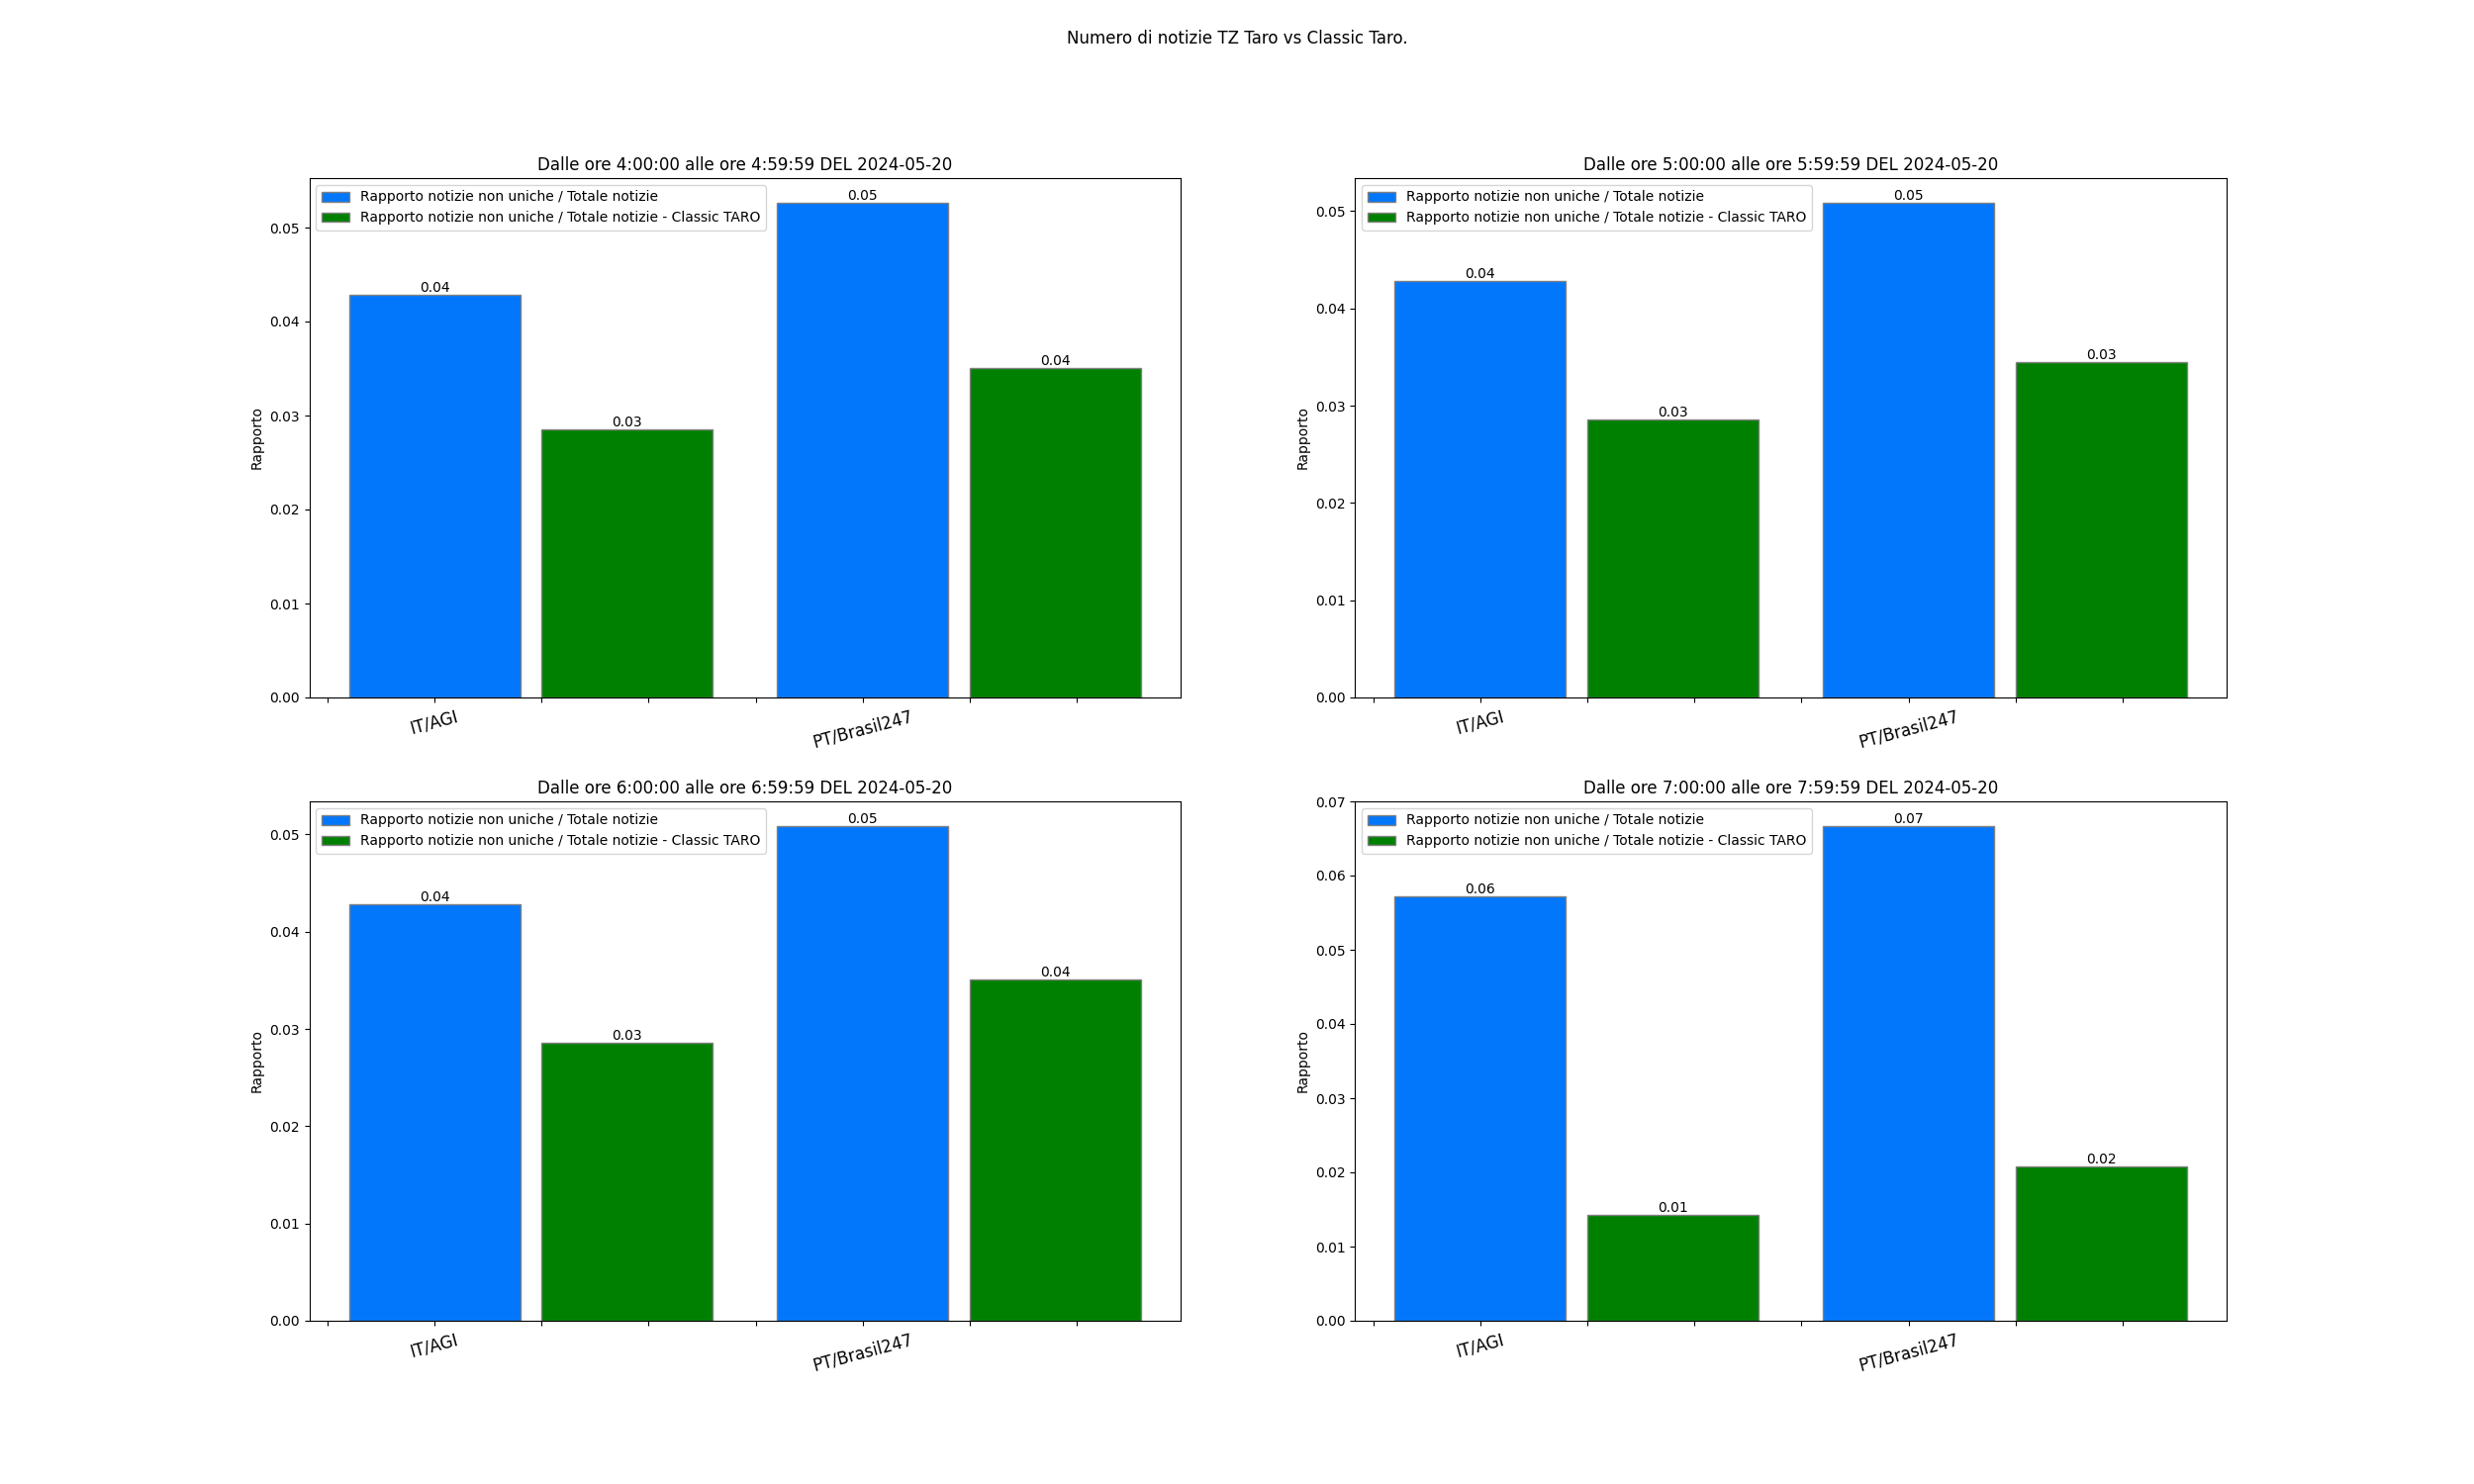 Numero di notizie TZ Taro vs Classic Taro.
Dalle ore 4:00:00 alle ore 4:59:59 DEL 2024-05-20
Rapporto notizie non uniche / Totale notizie
Rapporto notizie non uniche / Totale notizie - Classic TARO
0.05
0.04
0.03
0.02
0.01
0.00
Rapporto
0.04
0.03
0.05
0.04
IT/AGI
PT/Brasil247
Dalle ore 5:00:00 alle ore 5:59:59 DEL 2024-05-20
Rapporto notizie non uniche / Totale notizie
Rapporto notizie non uniche / Totale notizie - Classic TARO
0.05
0.04
0.03
0.02
0.01
0.00
Rapporto
0.04
0.03
0.05
0.03
IT/AGI
PT/Brasil247
Dalle ore 6:00:00 alle ore 6:59:59 DEL 2024-05-20
Rapporto notizie non uniche / Totale notizie
Rapporto notizie non uniche / Totale notizie - Classic TARO
0.05
0.04
0.03
0.02
0.01
0.00
Rapporto
0.04
0.03
0.05
0.04
IT/AGI
PT/Brasil247
Dalle ore 7:00:00 alle ore 7:59:59 DEL 2024-05-20
Rapporto notizie non uniche / Totale notizie
Rapporto notizie non uniche / Totale notizie - Classic TARO
0.07
0.06
0.05
0.04
0.03
0.02
0.01
0.00
Rapporto
0.06
0.01
0.07
0.02
IT/AGI
PT/Brasil247